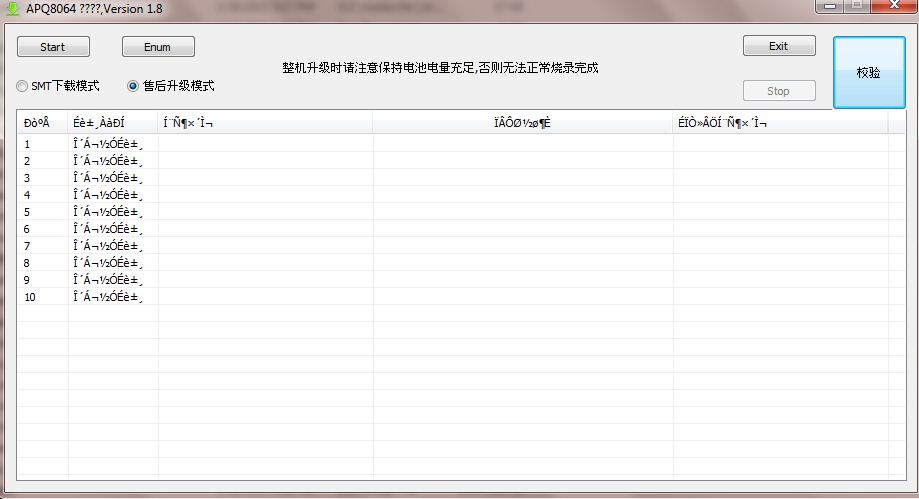 APQ8064 ????,Version 1.8
Start
Enum
整机升级时请注意保持电池电量充足,否则无法正常烧录完成
Exit
校验
SMT下载模式
售后升级模式
Stop
ÐòºÅ Éè±¸ÀàÐÍ Í¨Ñ¶×´Ì¬ ÏÂÔØ½ø¶È ÉÏÒ»ÂÖÍ¨Ñ¶×´Ì¬
1 Î´Á¬½ÓÉè±¸
2 Î´Á¬½ÓÉè±¸
3 Î´Á¬½ÓÉè±¸
4 Î´Á¬½ÓÉè±¸
5 Î´Á¬½ÓÉè±¸
6 Î´Á¬½ÓÉè±¸
7 Î´Á¬½ÓÉè±¸
8 Î´Á¬½ÓÉè±¸
9 Î´Á¬½ÓÉè±¸
10 Î´Á¬½ÓÉè±¸